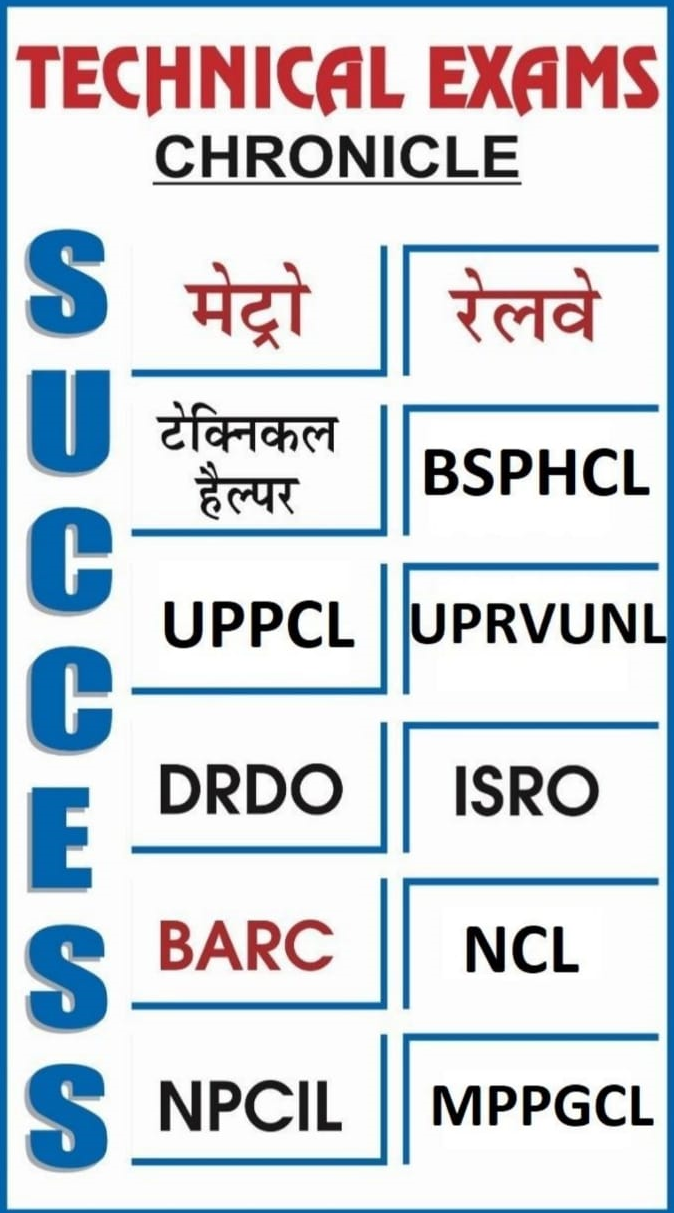 TECHNICAL EXAMS
CHRONICLE
SUCCESS
मेट्रो
रेलवे
टेक्निकल
हैल्पर
BSPHCL
UPPCL
UPRVUNL
DRDO
ISRO
BARC
NCL
NPCIL
MPPGCL